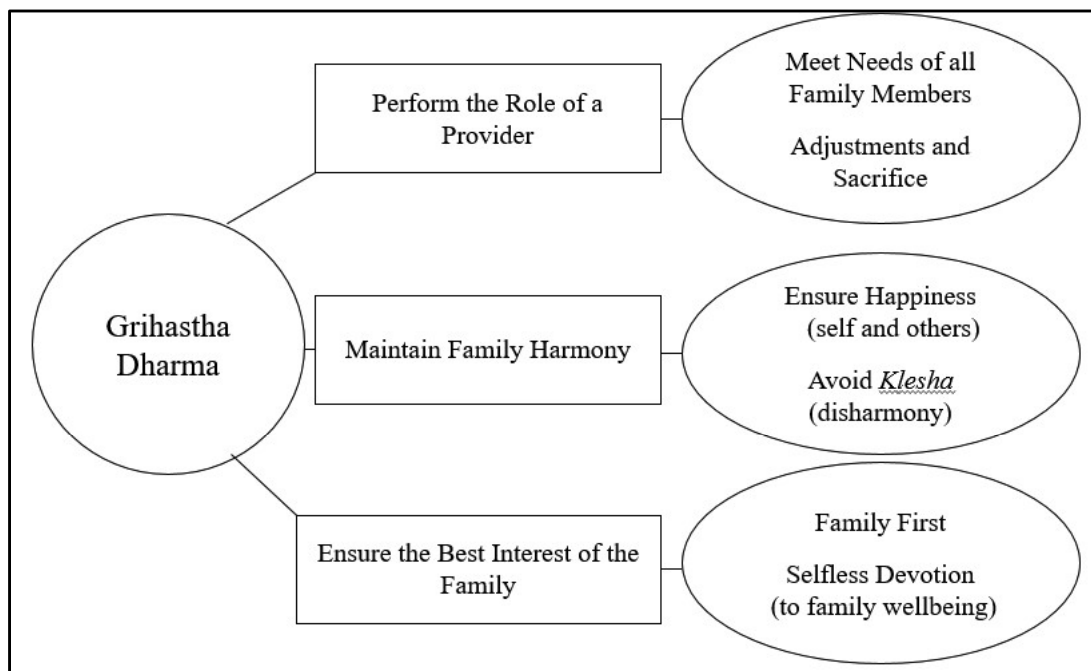 Grihastha
Dharma
Perform the Role of a
Provider
Meet Needs of all
Family Members
Adjustments and
Sacrifice
Maintain Family Harmony
Ensure Happiness
(self and others)
Avoid Klesha
(disharmony)
Ensure the Best Interest of the
Family
Family First
Selfless Devotion
(to family wellbeing)